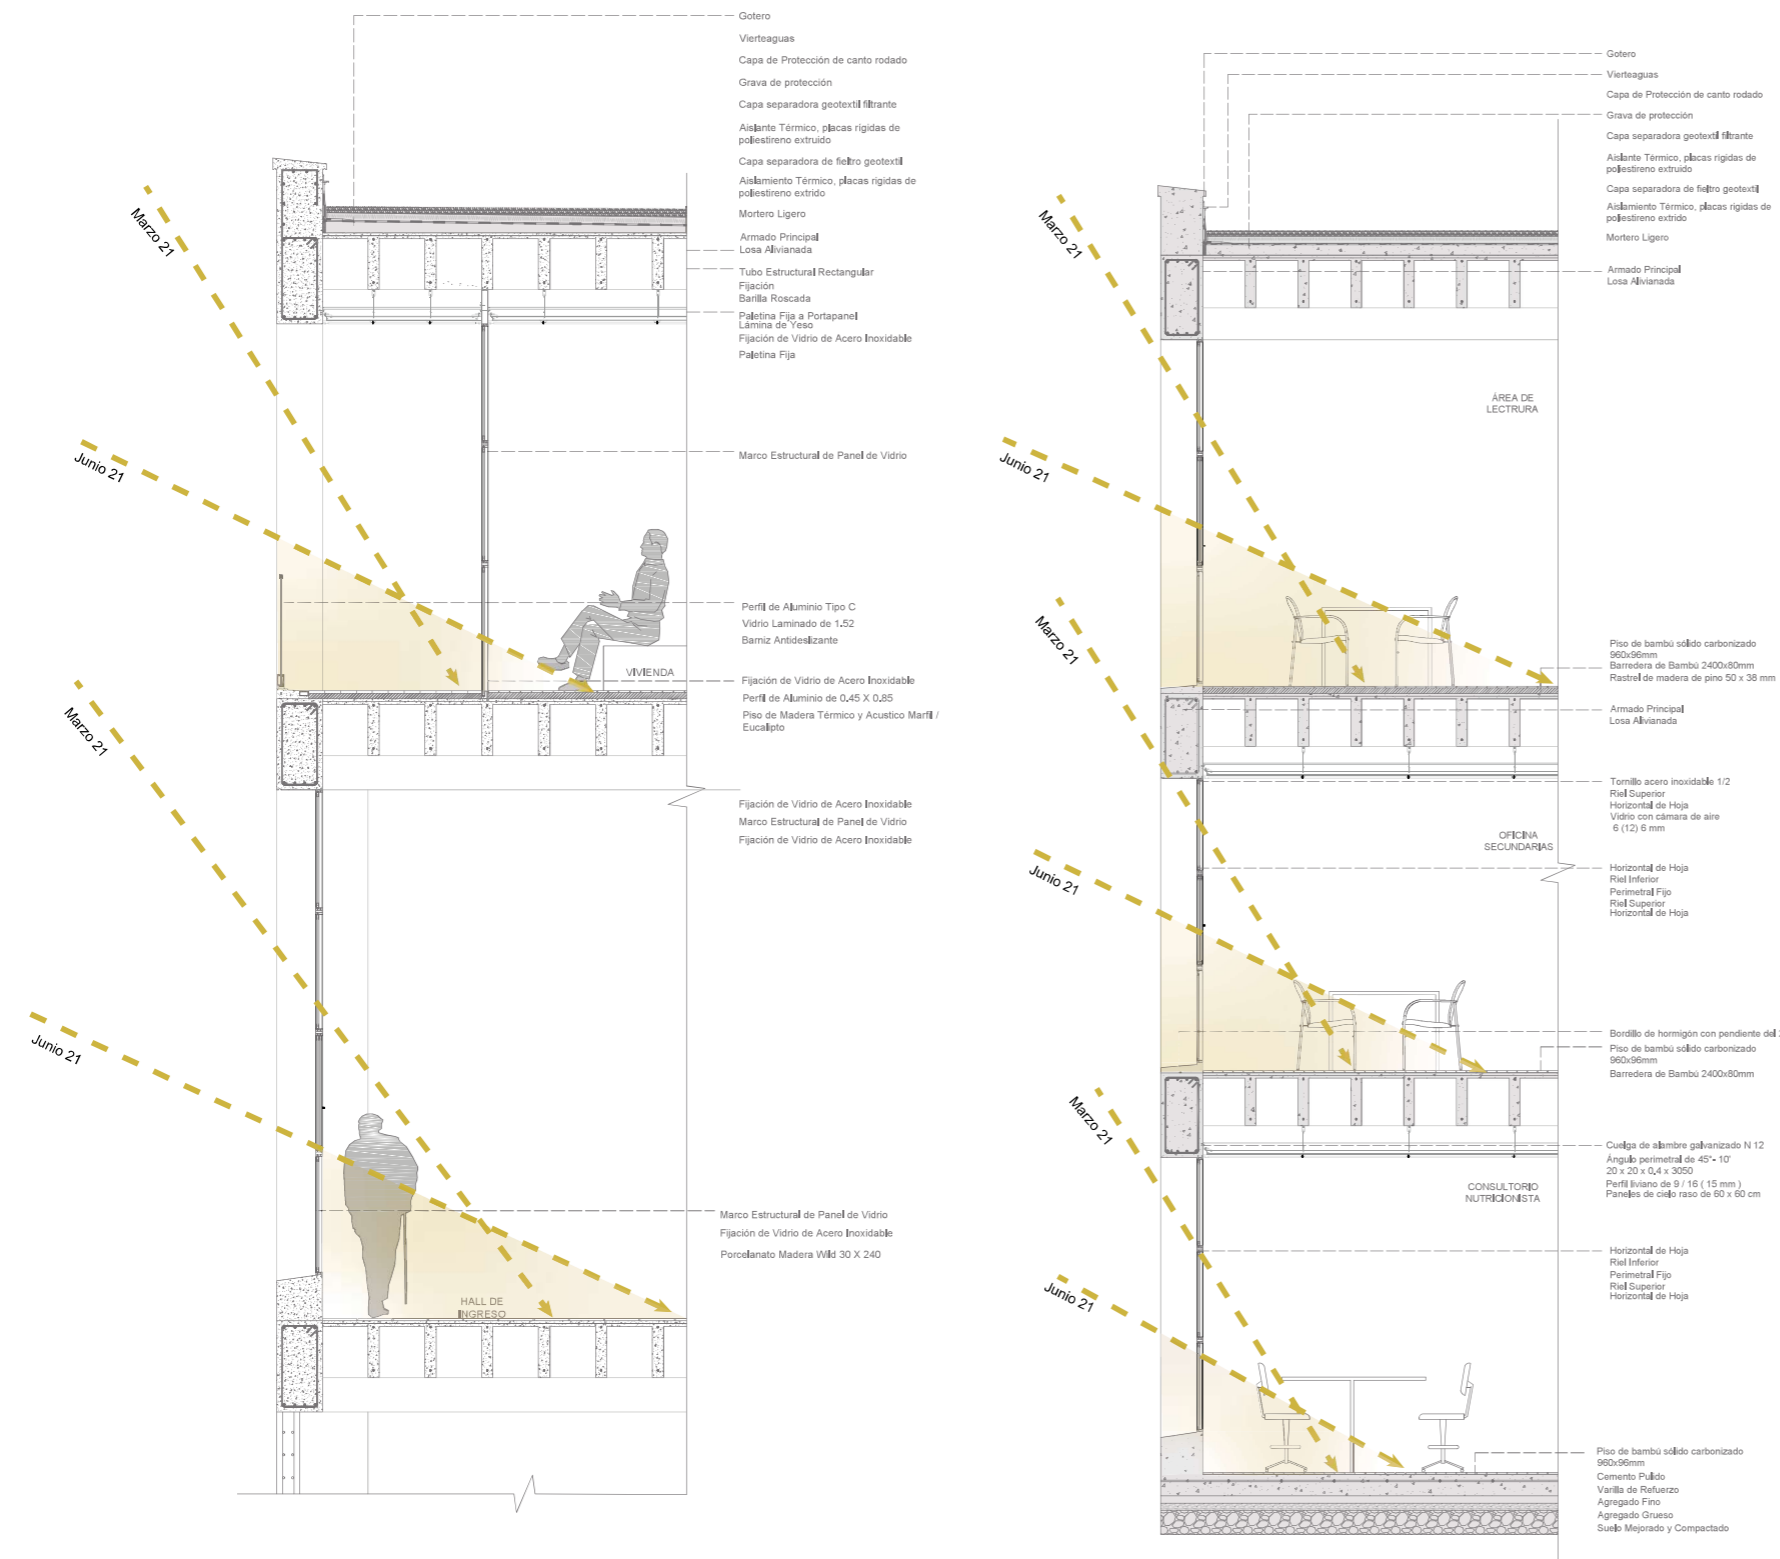 Gotero
Vierteaguas
Capa de Protección de canto rodado
Grava de protección
Capa separadora geotextil filtrante
Aislante Térmico, placas rígidas de
poliestireno extruido
Capa separadora de fieltro geotextil
Aislamiento Térmico, placas rigidas de
poliestireno extrido
Mortero Ligero
Armado Principal
Losa Alivianada
Tubo Estructural Rectangular
Fijación
Barilla Roscada
Paletina Fija a Portapanel
Lámina de Yeso
Fijación de Vidrio de Acero Inoxidable
Paletina Fija
Marco Estructural de Panel de Vidrio
Perfil de Aluminio Tipo C
Vidrio Laminado de 1.52
Barniz Antideslizante
Fijación de Vidrio de Acero Inoxidable
Perfil de Aluminio de 0.45 X 0.85
Piso de Madera Térmico y Acustico Marfil /
Eucalipto
Fijación de Vidrio de Acero Inoxidable
Marco Estructural de Panel de Vidrio
Fijación de Vidrio de Acero Inoxidable
Marco Estructural de Panel de Vidrio
Fijación de Vidrio de Acero Inoxidable
Porcelanato Madera Wild 30 X 240
Marzo 21
Junio 21
VIVIENDA
Marzo 21
Junio 21
HALL DE
INGRESO
Gotero
Vierteaguas
Capa de Protección de canto rodado
Grava de protección
Capa separadora geotextil filtrante
Aislante Térmico, placas rigidas de
poliestireno extruido
Capa separadora de fieltro geotextil
Aislamiento Térmico, placas rigidas de
poliestireno extrido
Mortero Ligero
Armado Principal
Losa Alivianada
Marzo 21
Junio 21
ÁREA DE
LECTRURA
Piso de bambú sólido carbonizado
960x96mm
Barredera de Bambú 2400x80mm
Rastrel de madera de pino 50 x 38 mm
Armado Principal
Losa Alivianada
Tornillo acero inoxidable 1/2
Riel Superior
Horizontal de Hoja
Vidrio con cámara de aire
6 (12) 6 mm
Marzo 21
Junio 21
OFICINA
SECUNDARIAS
Horizontal de Hoja
Riel Inferior
Perimetral Fijo
Riel Superior
Horizontal de Hoja
Bordillo de hormigón con pendiente del
Piso de bambú sólido carbonizado
960x96mm
Barredera de Bambú 2400x80mm
Cuelga de alambre galvanizado N 12
Ángulo perimetral de 45°- 10'
20 x 20 x 0,4 x 3050
Perfil liviano de 9 / 16 ( 15 mm )
Paneles de cielo raso de 60 x 60 cm
Marzo 21
Junio 21
CONSULTORIO
NUTRICIONISTA
Horizontal de Hoja
Riel Inferior
Perimetral Fijo
Riel Superior
Horizontal de Hoja
Piso de bambú sólido carbonizado
960x96mm
Cemento Pulido
Varilla de Refuerzo
Agregado Fino
Agregado Grueso
Suelo Mejorado y Compactado